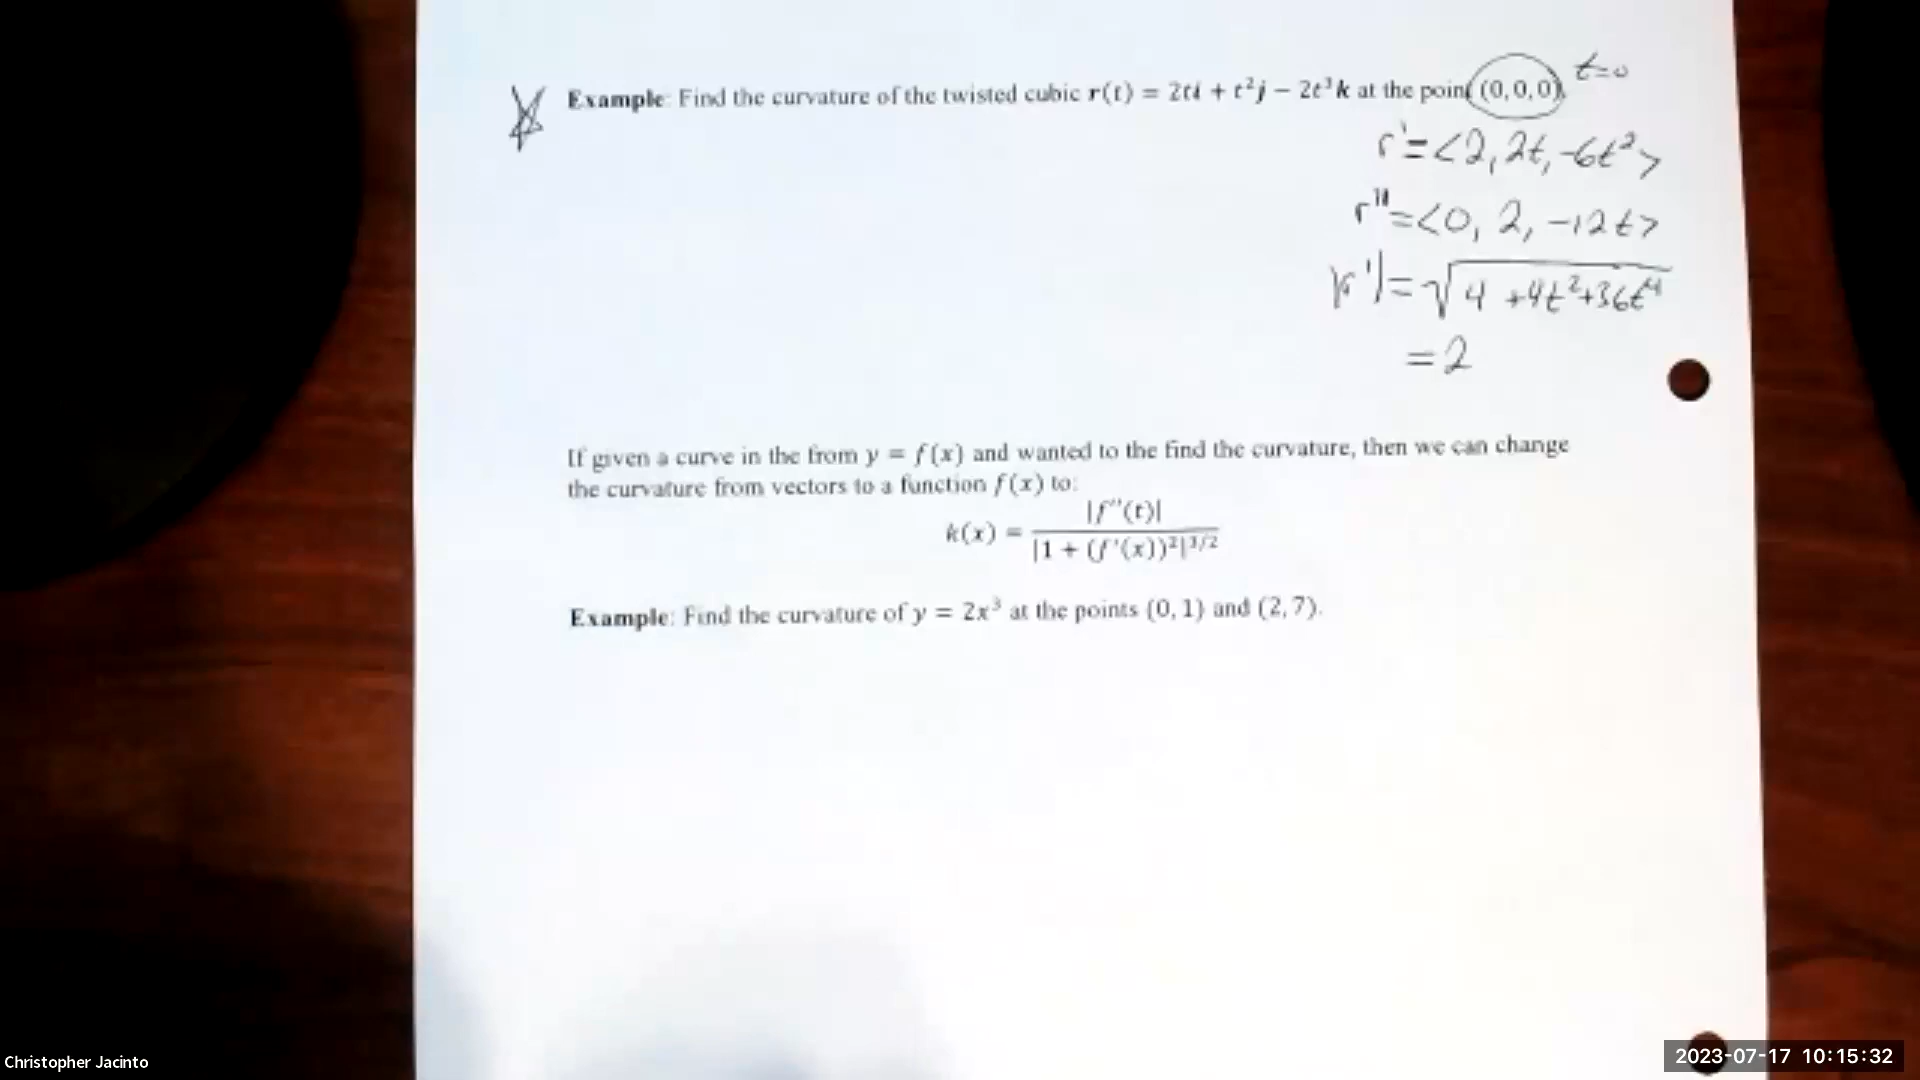 Example: Find the curvature of the twisted cubic r(t) = 2ti + t²j − 2t³k at the point (0,0,0). t=0
r' = <2, 2t, -6t²>
r'' = <0, 2, -12t>
|r'| = √4 + 4t² + 36t⁴
= 2
If given a curve in the from y = f(x) and wanted to the find the curvature, then we can change
the curvature from vectors to a function f(x) to:
k(x) = |f''(t)| / |1 + (f'(x))²|^3/2
Example: Find the curvature of y = 2x³ at the points (0, 1) and (2, 7).
Christopher Jacinto
2023-07-17 10:15:32